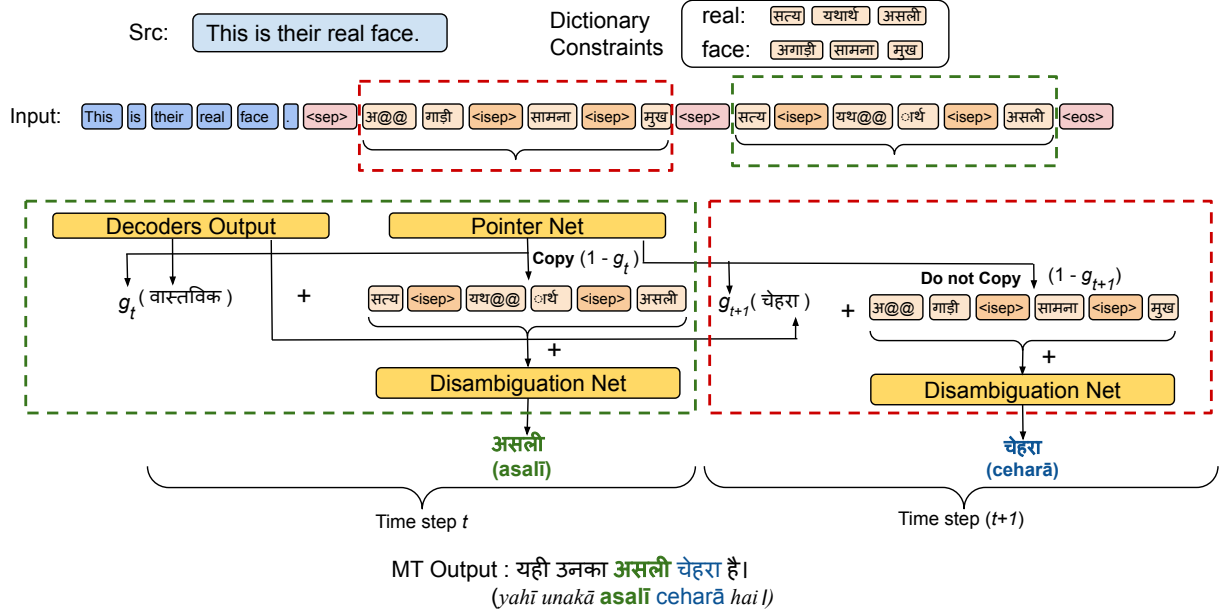 Src: This is their real face.
Dictionary Constraints
real: सत्य यथार्थ असली
face: अगाड़ी सामना मुख
Input: This is their real face . <sep> अ@@ गाड़ी <isep> सामना <isep> मुख <sep> सत्य <isep> यथ@@ ार्थ <isep> असली <eos>
Decoders Output
Pointer Net
Copy (1 - gt)
Do not Copy (1 - gt+1)
gt( वास्तविक ) + सत्य <isep> यथ@@ ार्थ <isep> असली
gt+1( चेहरा ) + अ@@ गाड़ी <isep> सामना <isep> मुख
+
+
Disambiguation Net
Disambiguation Net
असली
(asalī)
चेहरा
(ceharā)
Time step t
Time step (t+1)
MT Output : यही उनका असली चेहरा है।
(yahī unakā asalī ceharā hai।)